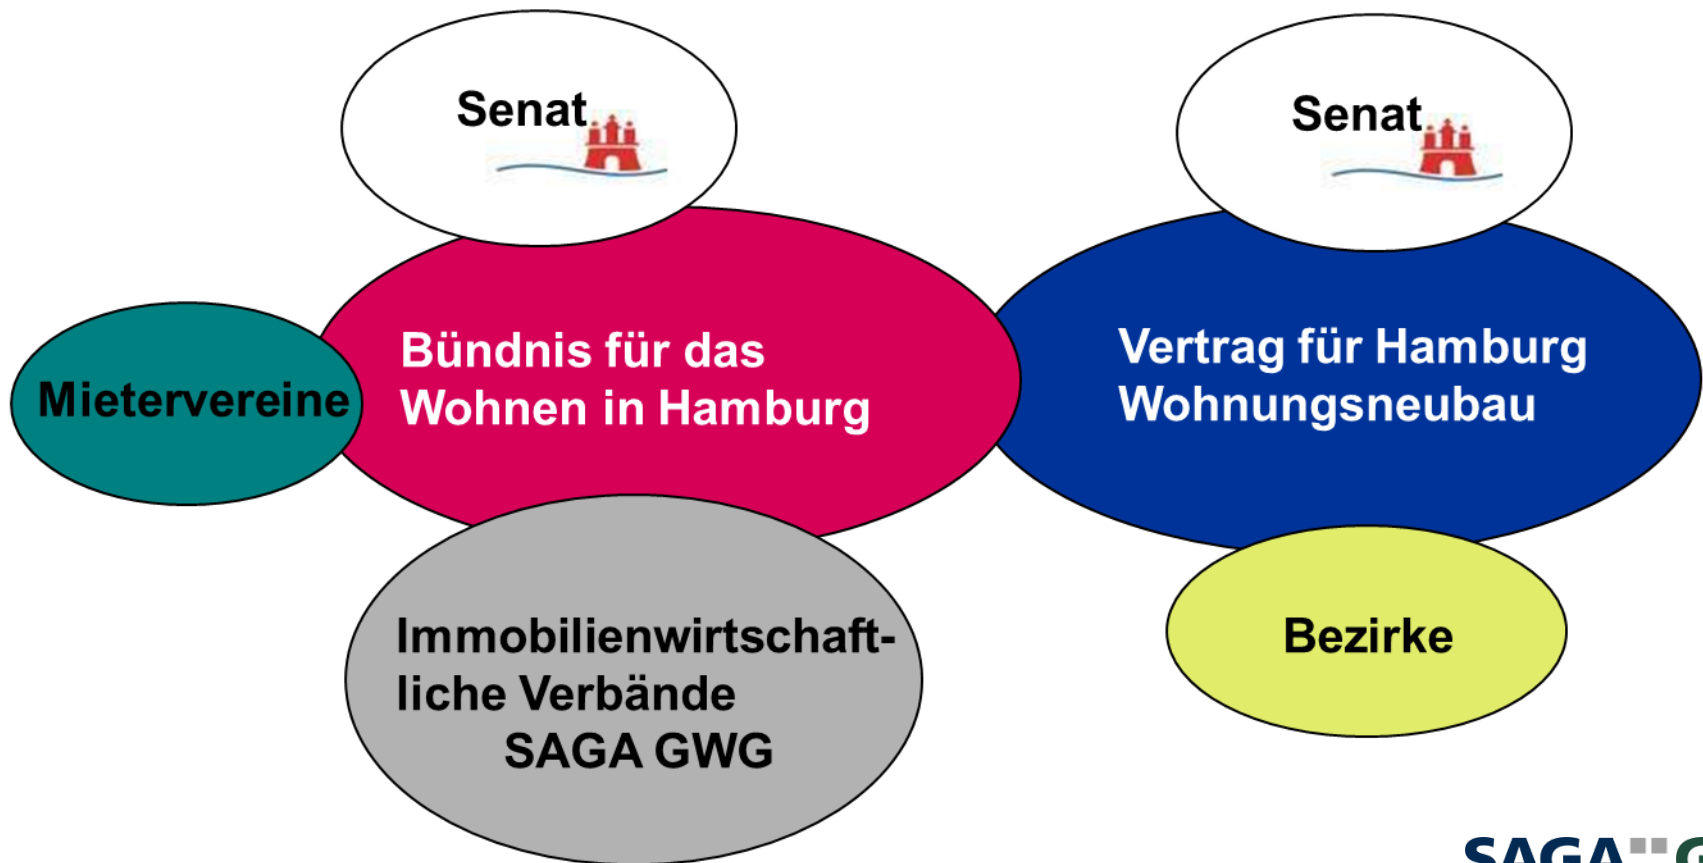 Senat
Senat
Mietervereine
Bündnis für das
Wohnen in Hamburg
Vertrag für Hamburg
Wohnungsneubau
Immobilienwirtschaft-
liche Verbände
SAGA GWG
Bezirke
SAGA